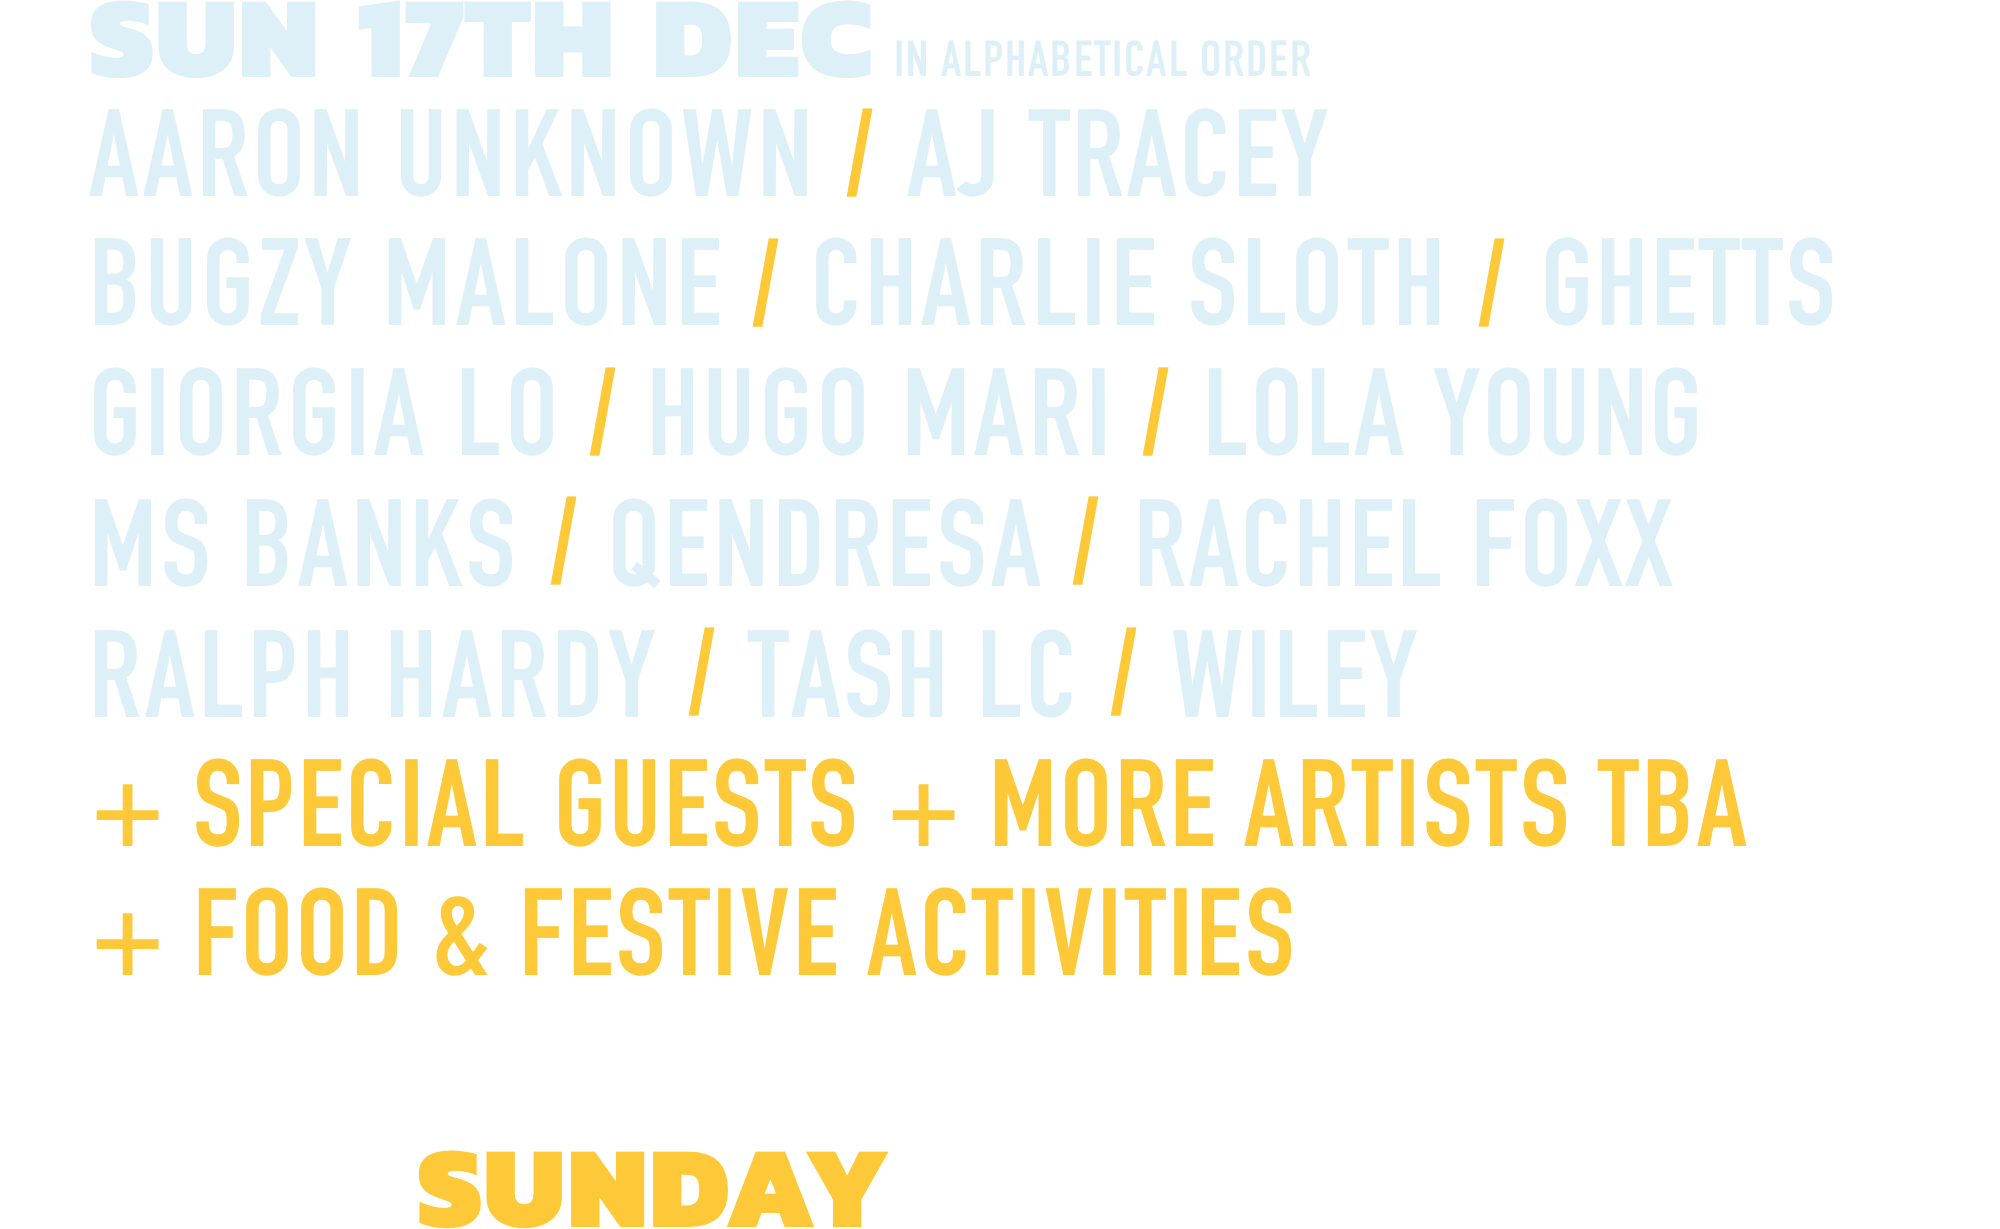 SUN 17TH DEC IN ALPHABETICAL ORDER
AARON UNKNOWN / AJ TRACEY
BUGZY MALONE / CHARLIE SLOTH / GHETTS
GIORGIA LO / HUGO MARI / LOLA YOUNG
MS BANKS / QENDRESA / RACHEL FOXX
RALPH HARDY / TASH LC / WILEY
+ SPECIAL GUESTS + MORE ARTISTS TBA
+ FOOD & FESTIVE ACTIVITIES
SUNDAY